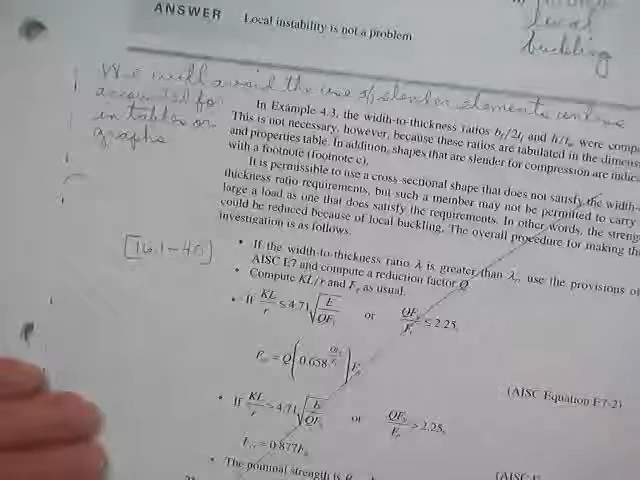 ANSWER Local instability is not a problem
local
buckling
We will avoid the use of slender elements
accounted for
in tables or
graphs
In Example 4.3, the width-to-thickness ratios bf/2tf and h/tw were
This is not necessary, however, because these ratios are tabulated in the
and properties table. In addition, shapes that are slender for compression are
with a footnote (footnote c).
It is permissible to use a cross-sectional shape that does not satisfy the
thickness ratio requirements, but such a member may not be permitted to carry
large a load as one that does satisfy the requirements. In other words, the
could be reduced because of local buckling. The overall procedure for making
investigation is as follows.
[16.1-40]
• If the width-to-thickness ratio λ is greater than λr, use the provisions of
AISC E7 and compute a reduction factor Q
• Compute KL/r and Fe as usual.
• If KL/r ≤ 4.71√(E/QFy) or QFy/Fe ≤ 2.25,
Fcr = Q(0.658^(QFy/Fe))Fy
(AISC Equation E7-2)
• If KL/r > 4.71√(E/QFy) or QFy/Fe > 2.25,
Fcr = 0.877Fe
• The nominal strength is